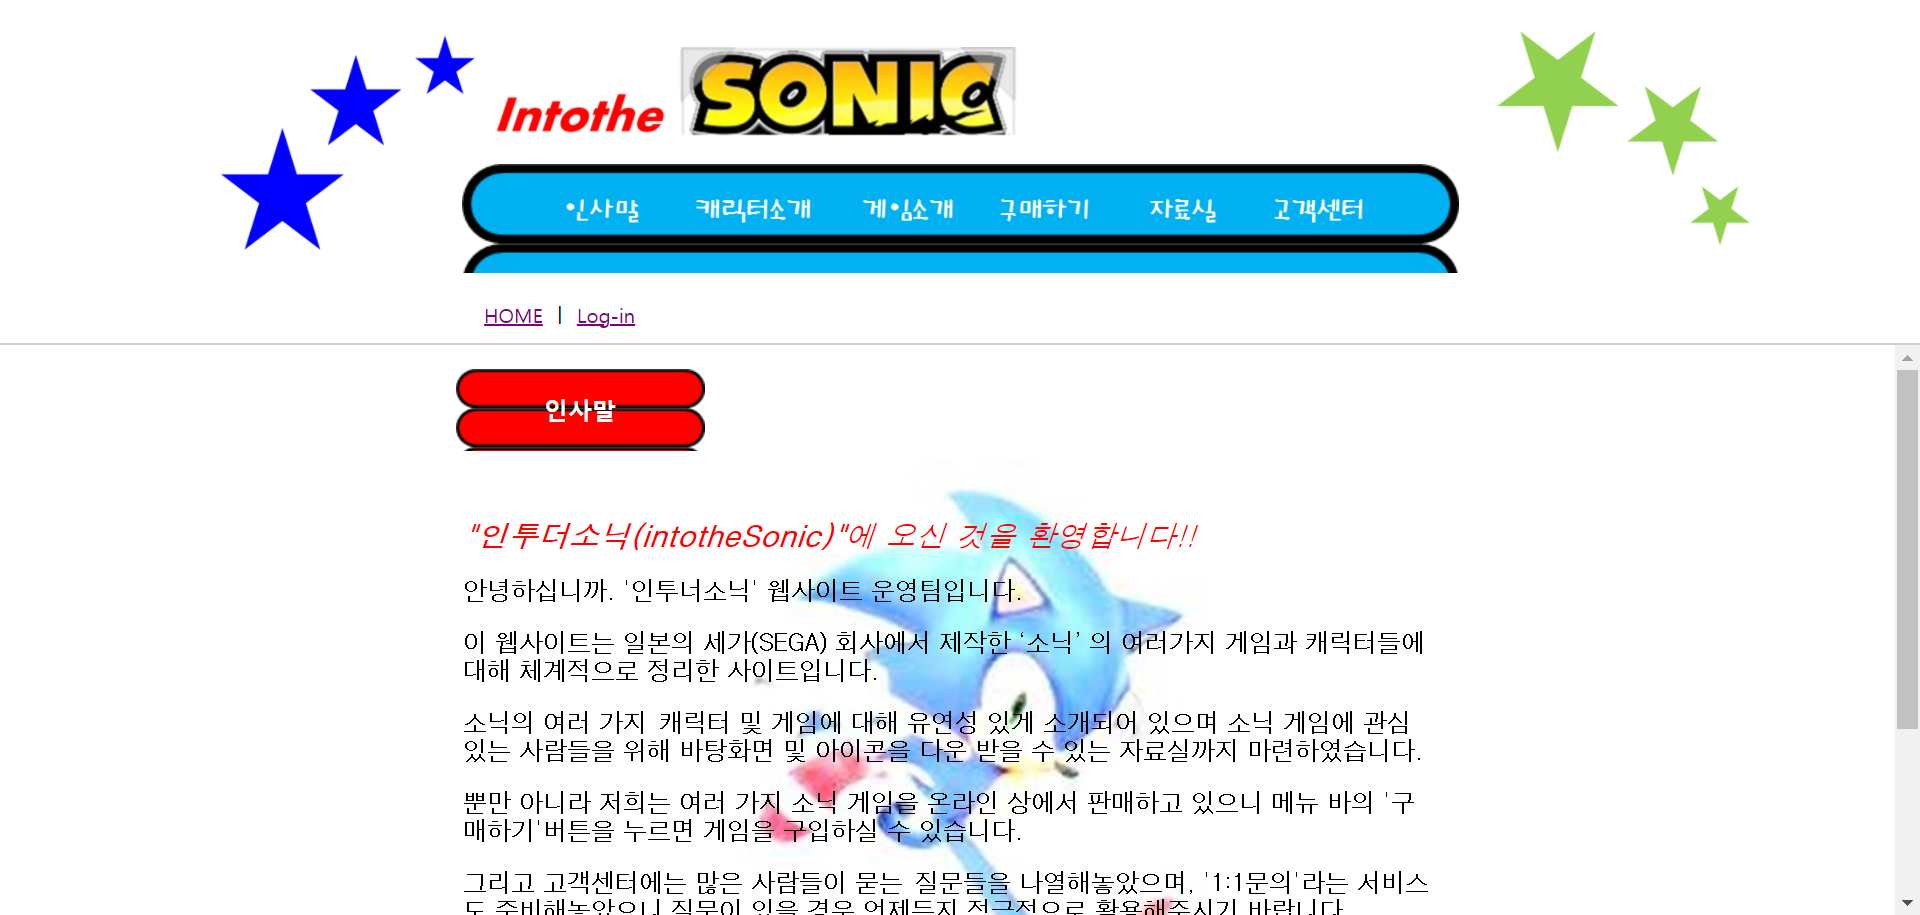 Intothe SONIC
인사말 캐릭터소개 게임소개 구매하기 자료실 고객센터
HOME | Log-in
인사말
"인투더소닉(intotheSonic)"에 오신 것을 환영합니다!!
안녕하십니까. '인투너소닉' 웹사이트 운영팀입니다.
이 웹사이트는 일본의 세가(SEGA) 회사에서 제작한 ‘소닉’ 의 여러가지 게임과 캐릭터들에
대해 체계적으로 정리한 사이트입니다.
소닉의 여러 가지 캐릭터 및 게임에 대해 유연성 있게 소개되어 있으며 소닉 게임에 관심
있는 사람들을 위해 바탕화면 및 아이콘을 다운 받을 수 있는 자료실까지 마련하였습니다.
뿐만 아니라 저희는 여러 가지 소닉 게임을 온라인 상에서 판매하고 있으니 메뉴 바의 '구
매하기'버튼을 누르면 게임을 구입하실 수 있습니다.
그리고 고객센터에는 많은 사람들이 묻는 질문들을 나열해놓았으며, '1:1문의'라는 서비스
도 준비해놓았으니 질문이 있을 경우 언제든지 적극적으로 활용해주시기 바랍니다.